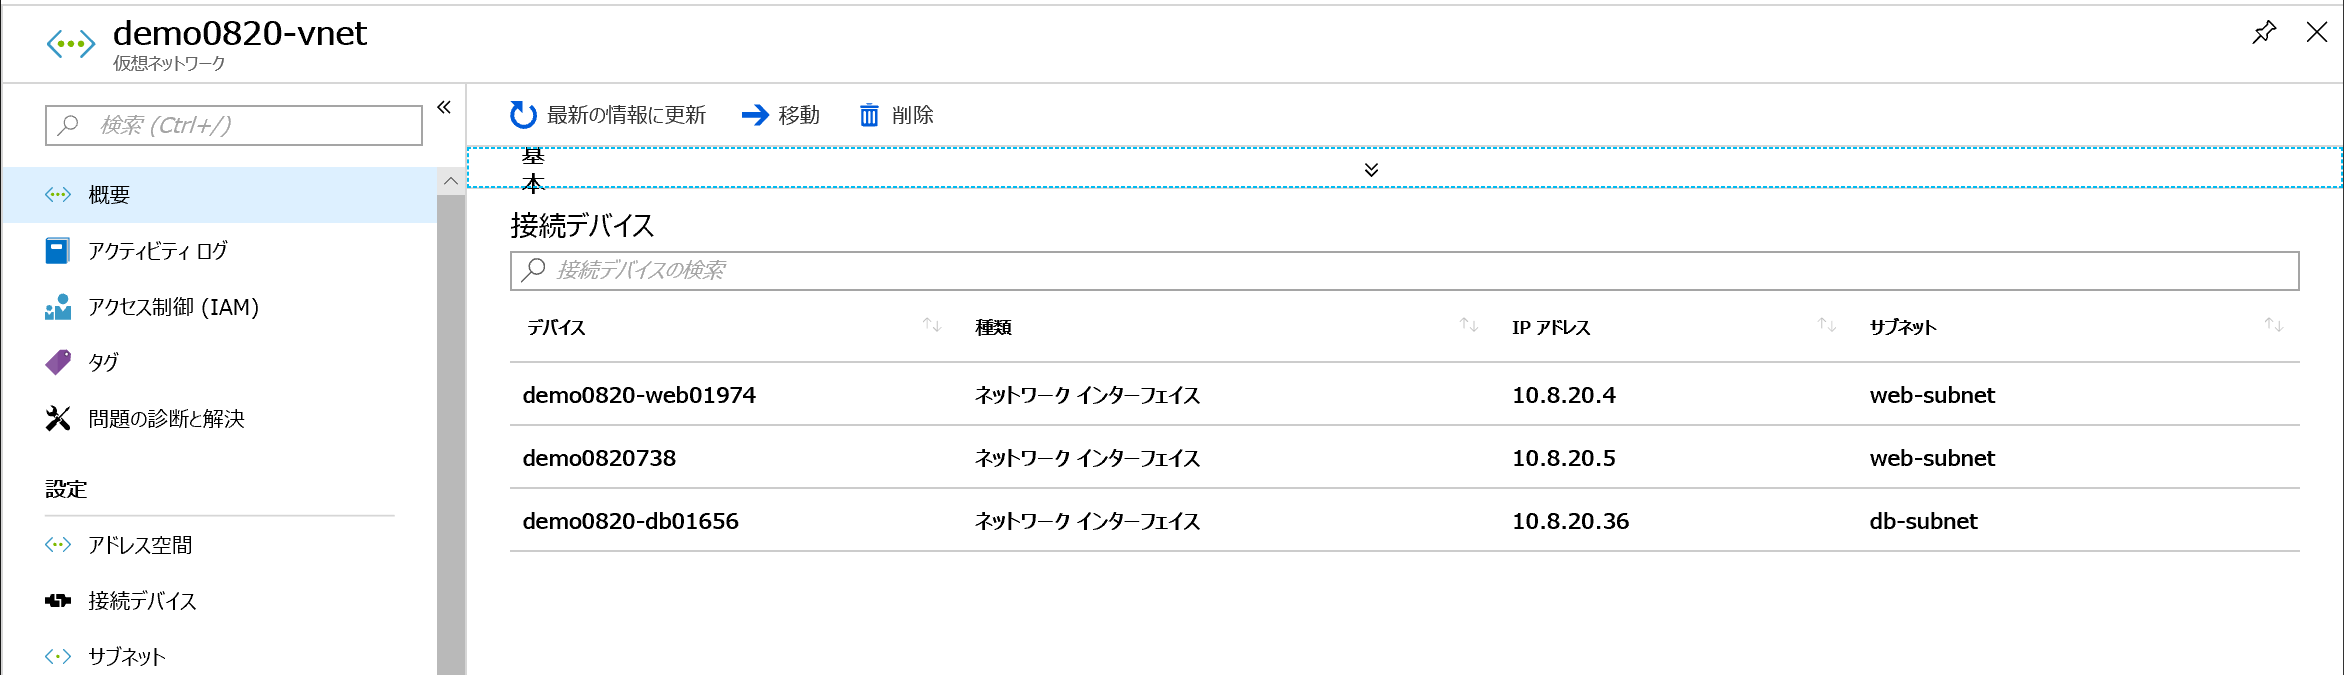 demo0820-vnet
仮想ネットワーク
検索 (Ctrl+/)
概要
アクティビティ ログ
アクセス制御 (IAM)
タグ
問題の診断と解決
設定
アドレス空間
接続デバイス
サブネット
最新の情報に更新 移動 削除
基
本
接続デバイス
接続デバイスの検索
デバイス 種類 IP アドレス サブネット
demo0820-web01974 ネットワーク インターフェイス 10.8.20.4 web-subnet
demo0820738 ネットワーク インターフェイス 10.8.20.5 web-subnet
demo0820-db01656 ネットワーク インターフェイス 10.8.20.36 db-subnet